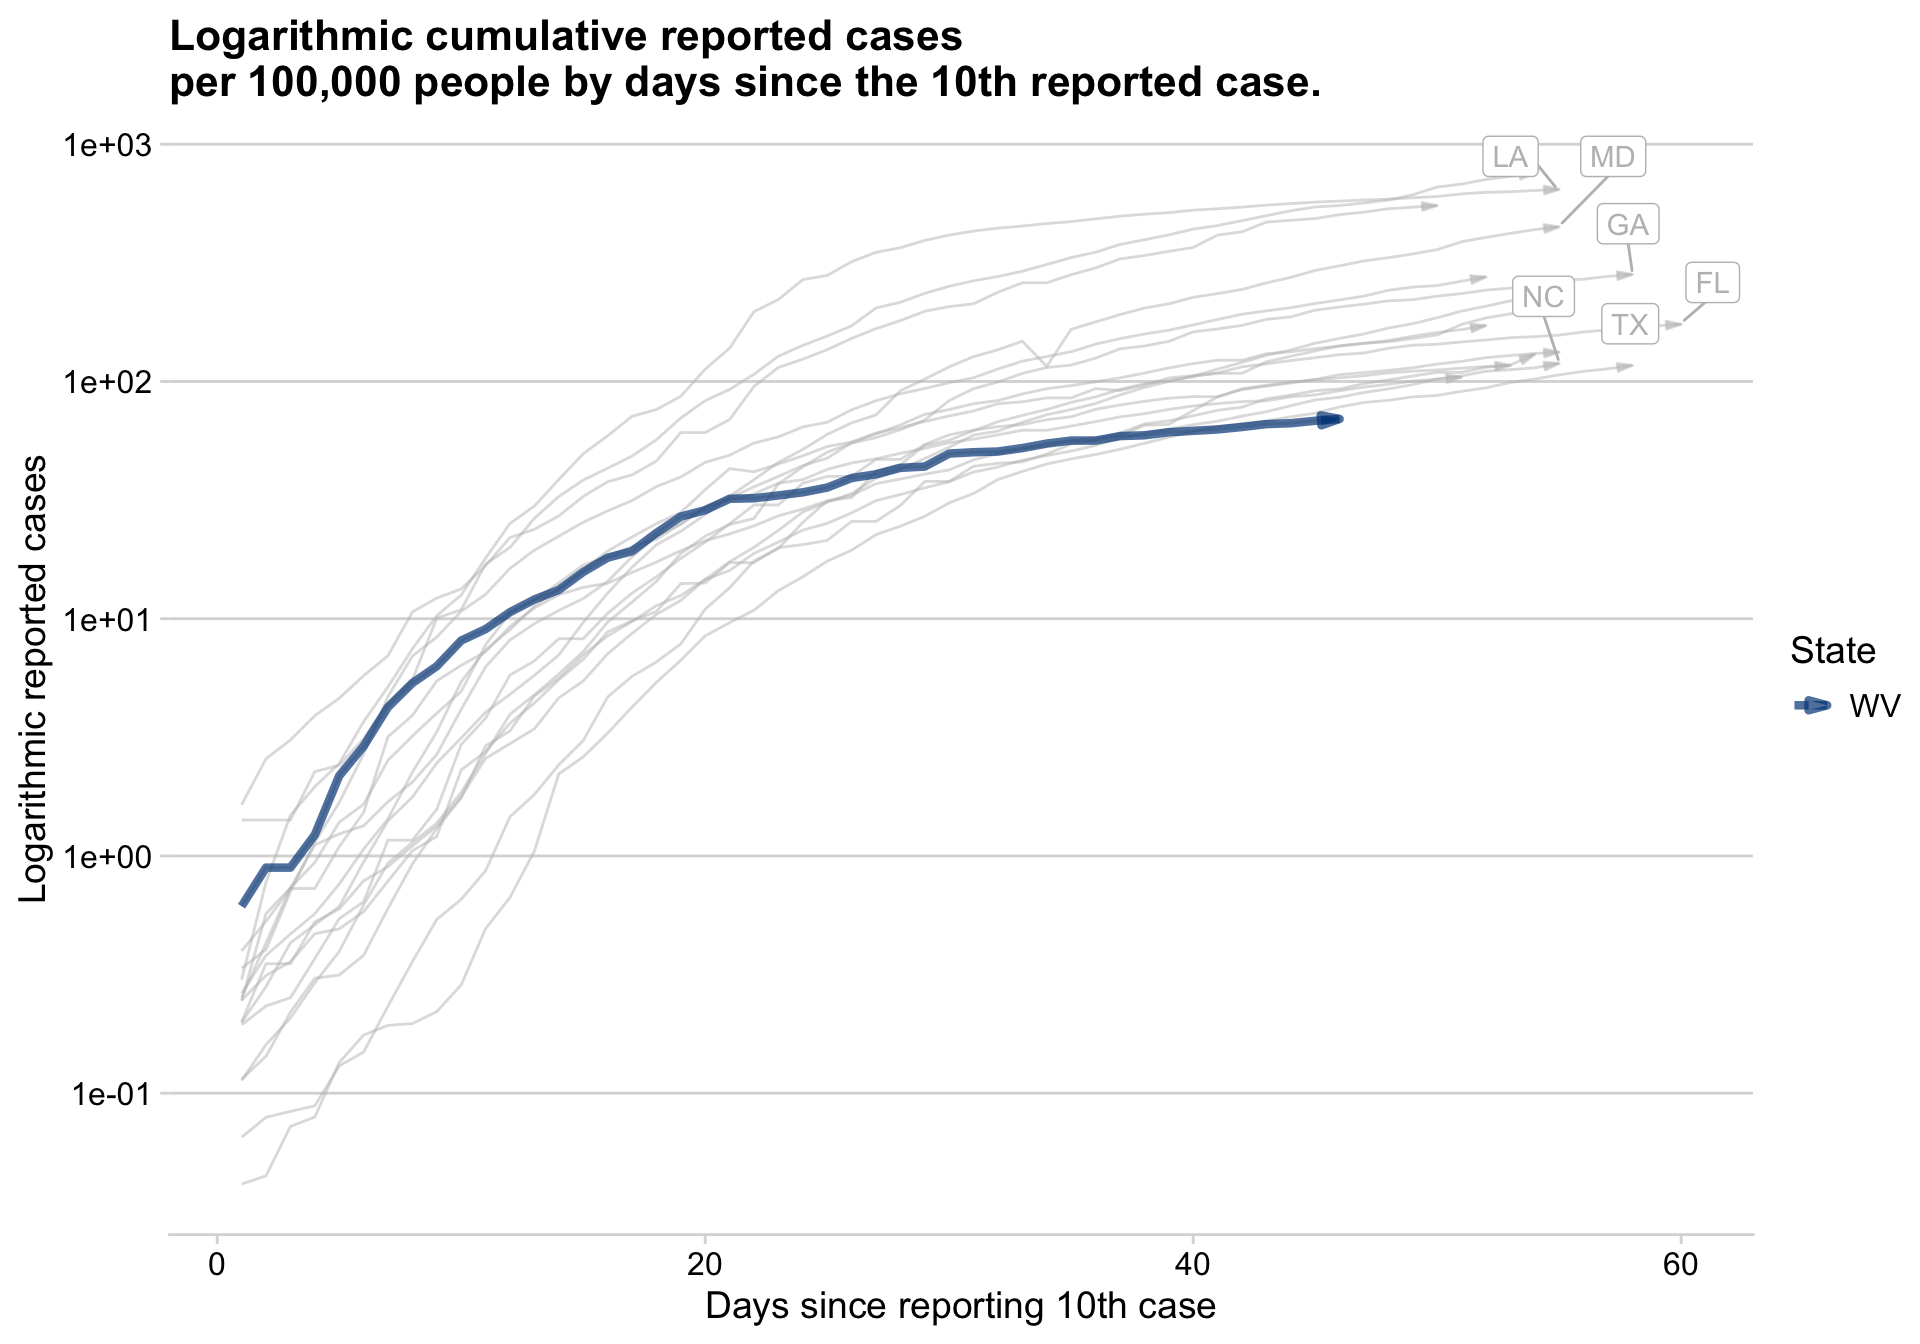 Logarithmic cumulative reported cases
per 100,000 people by days since the 10th reported case.
1e+03
LA
MD
GA
FL
NC
TX
1e+02
Logarithmic reported cases
1e+01
State
WV
1e+00
1e-01
0
20
40
60
Days since reporting 10th case